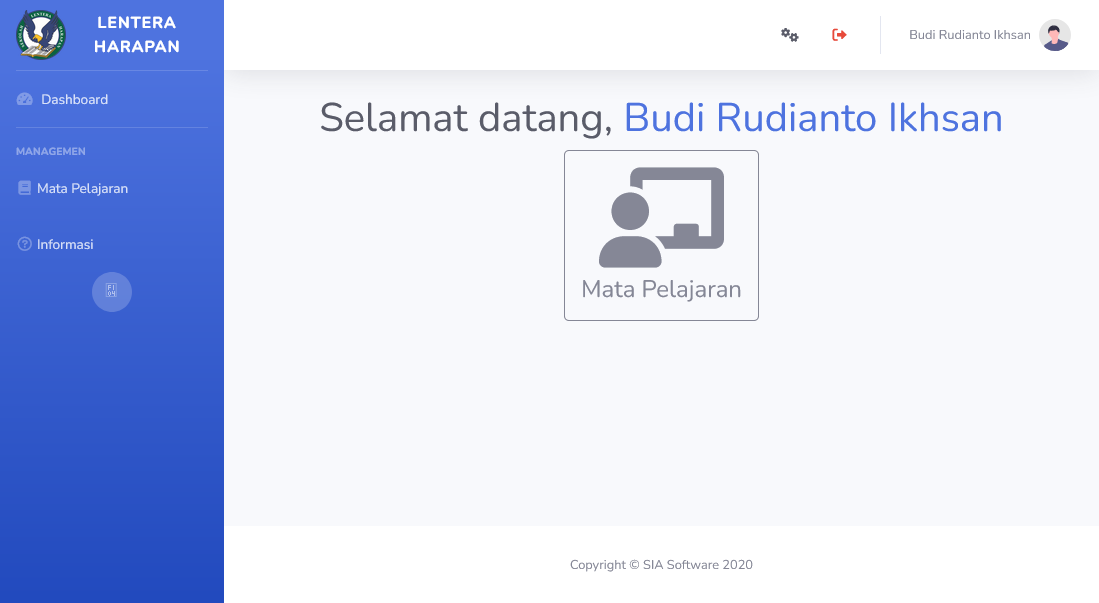 LENTERA
HARAPAN
Dashboard
MANAGEMEN
Mata Pelajaran
Informasi
Budi Rudianto Ikhsan
Selamat datang, Budi Rudianto Ikhsan
Mata Pelajaran
Copyright © SIA Software 2020